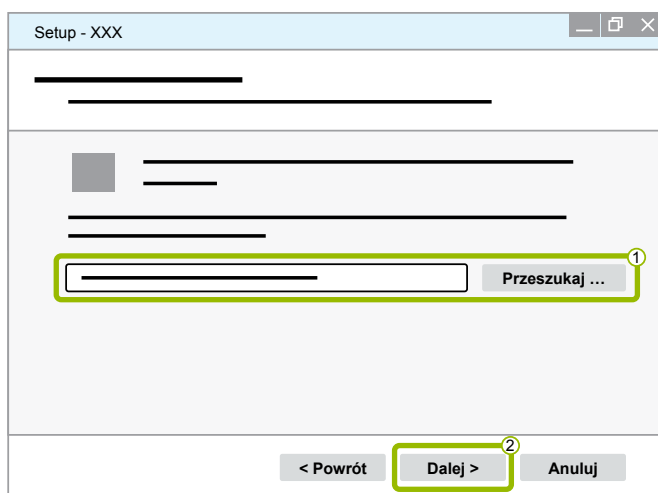 Setup - XXX
1
Przeszukaj ...
2
< Powrót Dalej > Anuluj